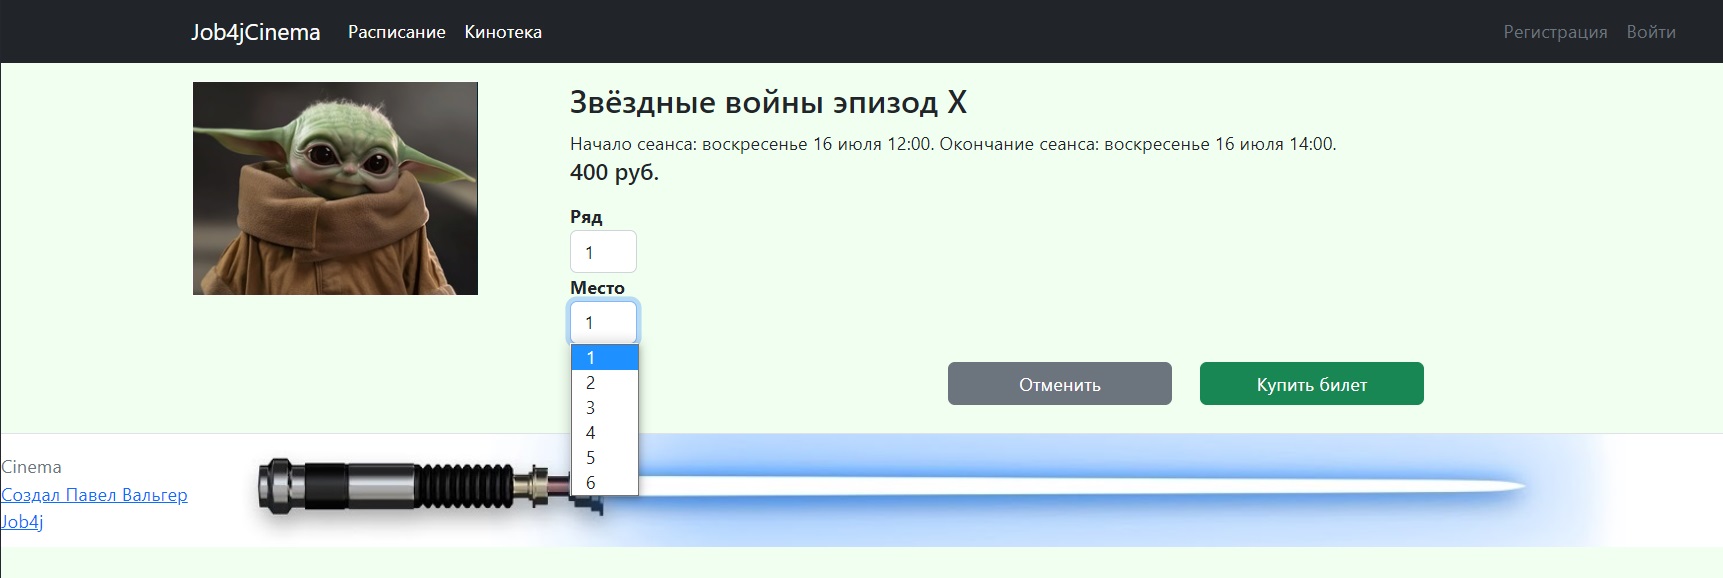 Job4jCinema Расписание Кинотека Регистрация Войти
Звёздные войны эпизод X
Начало сеанса: воскресенье 16 июля 12:00. Окончание сеанса: воскресенье 16 июля 14:00.
400 руб.
Ряд
1
Место
1
1
2
3
4
5
6
Отменить Купить билет
Cinema
Создал Павел Вальгер
Job4j